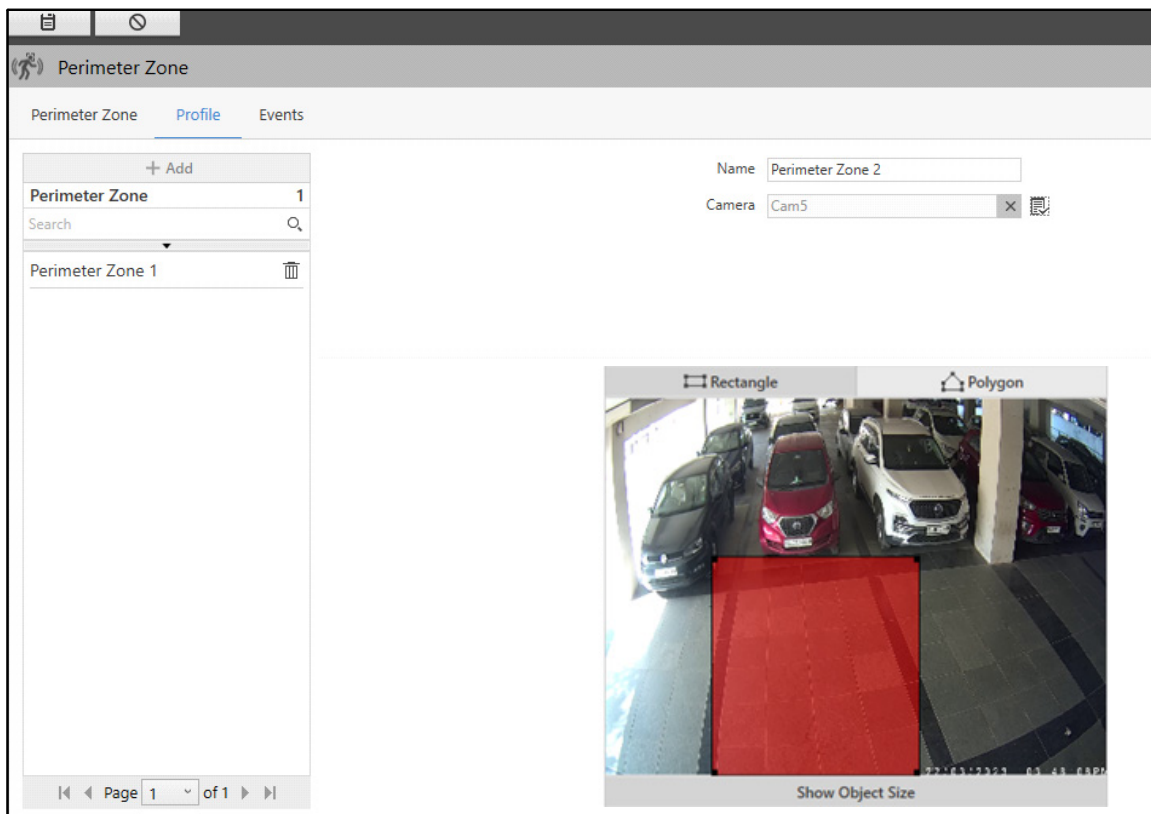 Perimeter Zone
Perimeter Zone Profile Events
+ Add
Perimeter Zone 1
Search
Perimeter Zone 1
Page 1 of 1
Name Perimeter Zone 2
Camera Cam5
Rectangle Polygon
Show Object Size